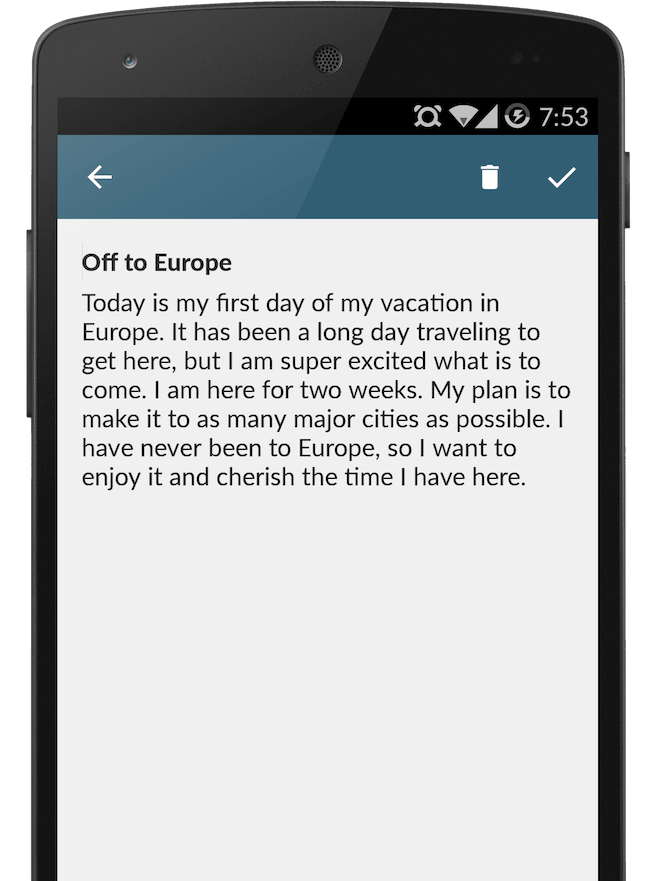 7:53
Off to Europe
Today is my first day of my vacation in
Europe. It has been a long day traveling to
get here, but I am super excited what is to
come. I am here for two weeks. My plan is to
make it to as many major cities as possible. I
have never been to Europe, so I want to
enjoy it and cherish the time I have here.